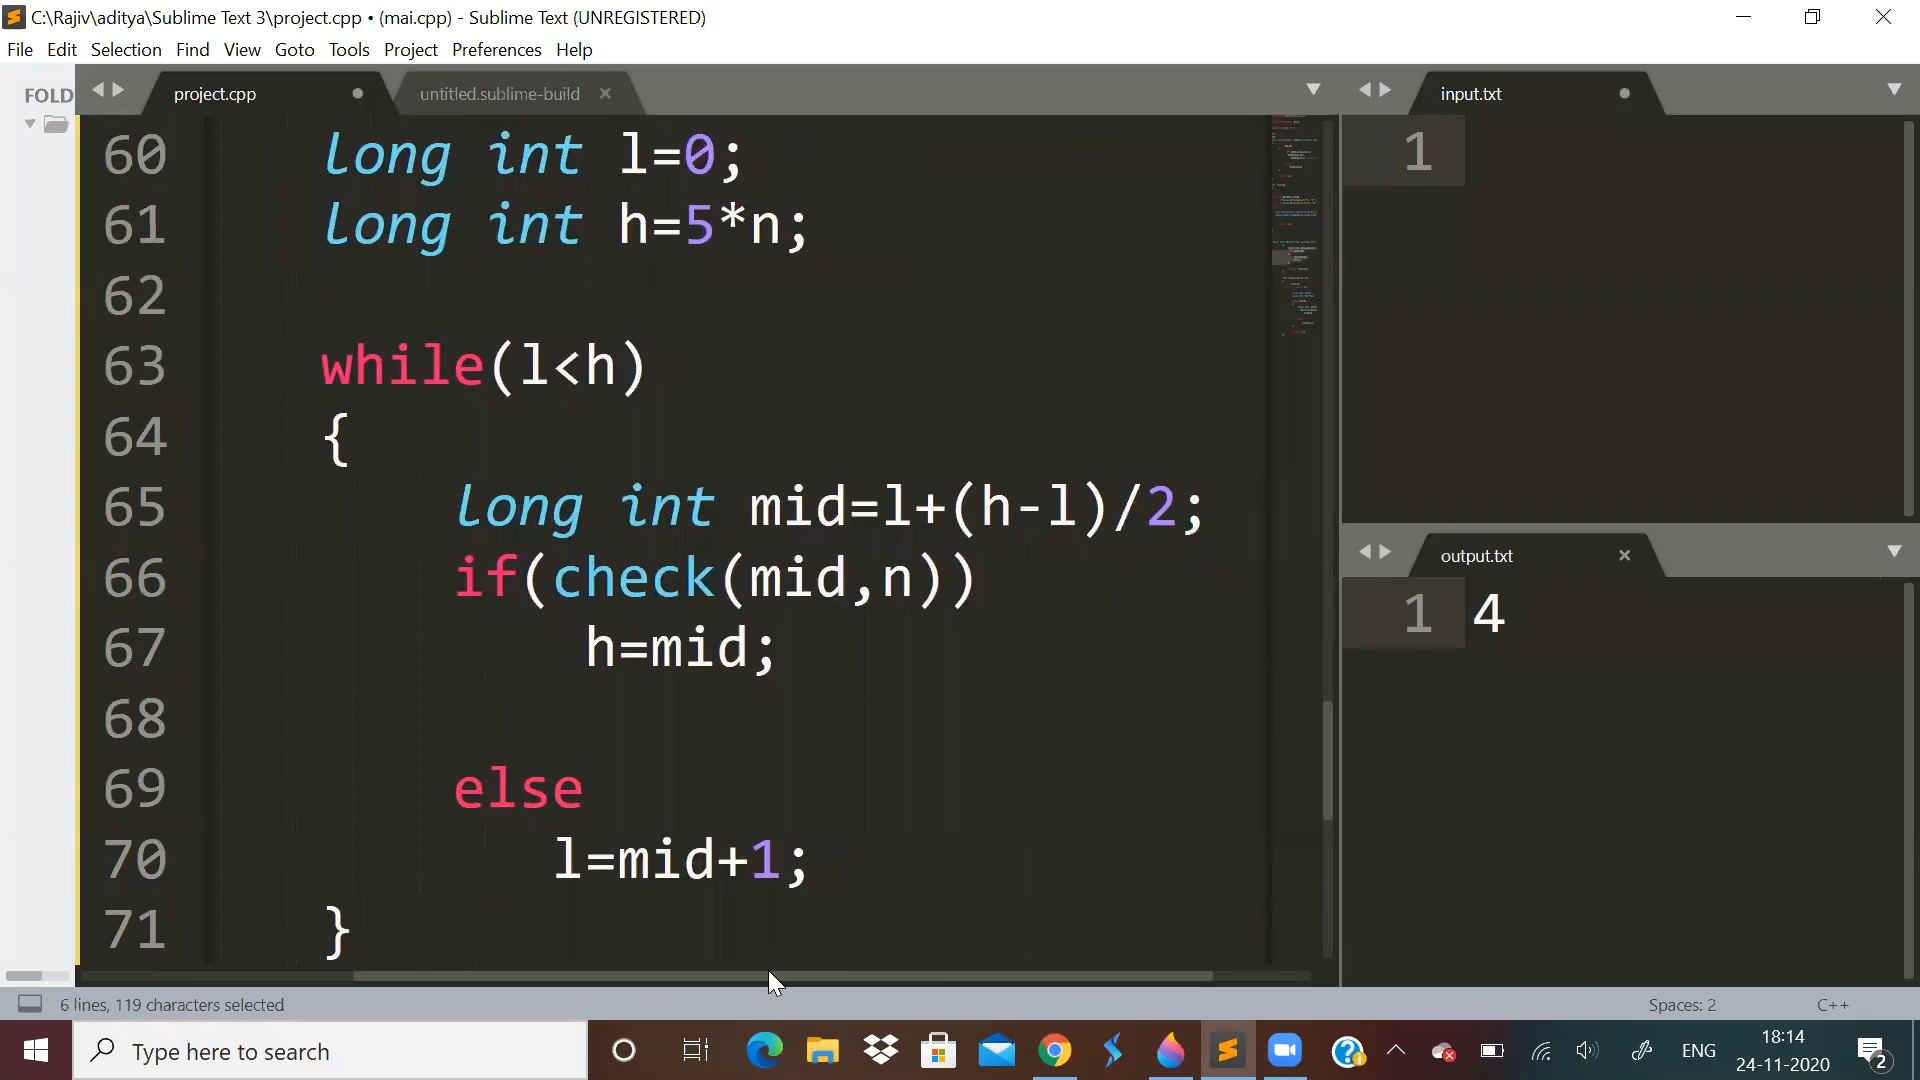 C:\Rajiv\aditya\Sublime Text 3\project.cpp • (mai.cpp) - Sublime Text (UNREGISTERED)
File Edit Selection Find View Goto Tools Project Preferences Help
FOLD
project.cpp
untitled.sublime-build
60 long int l=0;
61 long int h=5*n;
62
63 while(l<h)
64 {
65 long int mid=l+(h-l)/2;
66 if(check(mid,n))
67 h=mid;
68
69 else
70 l=mid+1;
71 }
input.txt
1
output.txt
1 4
6 lines, 119 characters selected
Spaces: 2
C++
Type here to search
ENG
18:14
24-11-2020
2